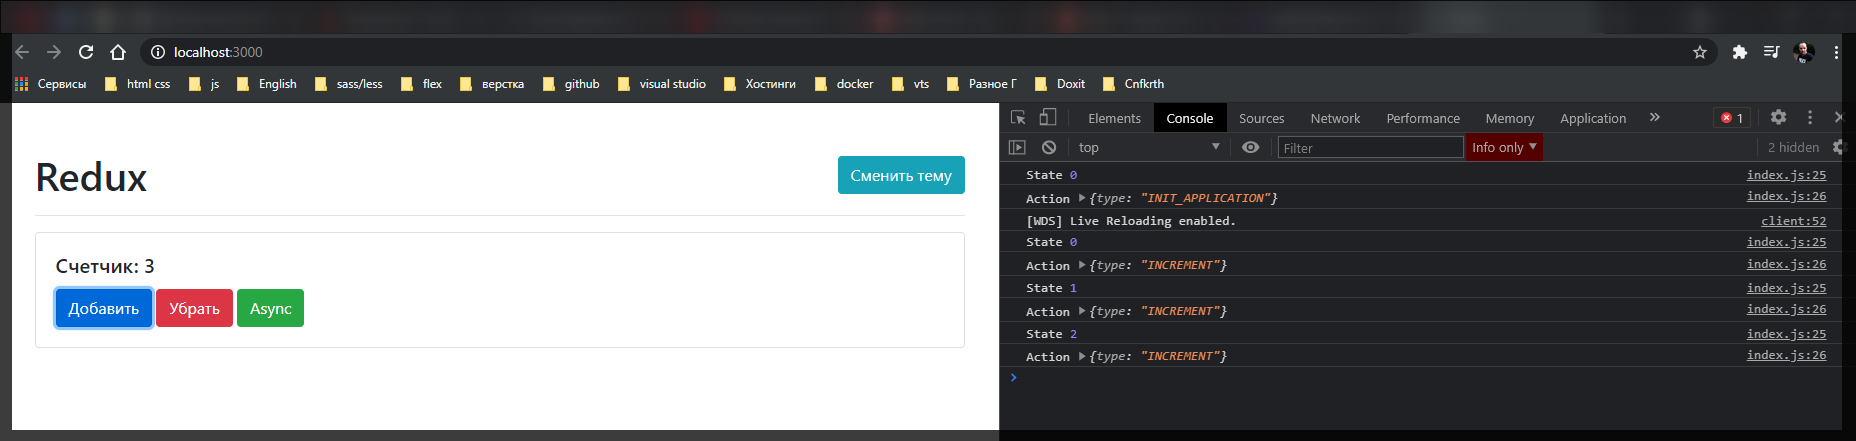 localhost:3000
Сервисы html css js English sass/less flex верстка github visual studio Хостинги docker vts Разное Г Doxit Cnfkrth
Elements Console Sources Network Performance Memory Application » 1
top Filter Info only 2 hidden
Redux
Сменить тему
Счетчик: 3
Добавить Убрать Async
State 0 index.js:25
Action {type: "INIT_APPLICATION"} index.js:26
[WDS] Live Reloading enabled. client:52
State 0 index.js:25
Action {type: "INCREMENT"} index.js:26
State 1 index.js:25
Action {type: "INCREMENT"} index.js:26
State 2 index.js:25
Action {type: "INCREMENT"} index.js:26